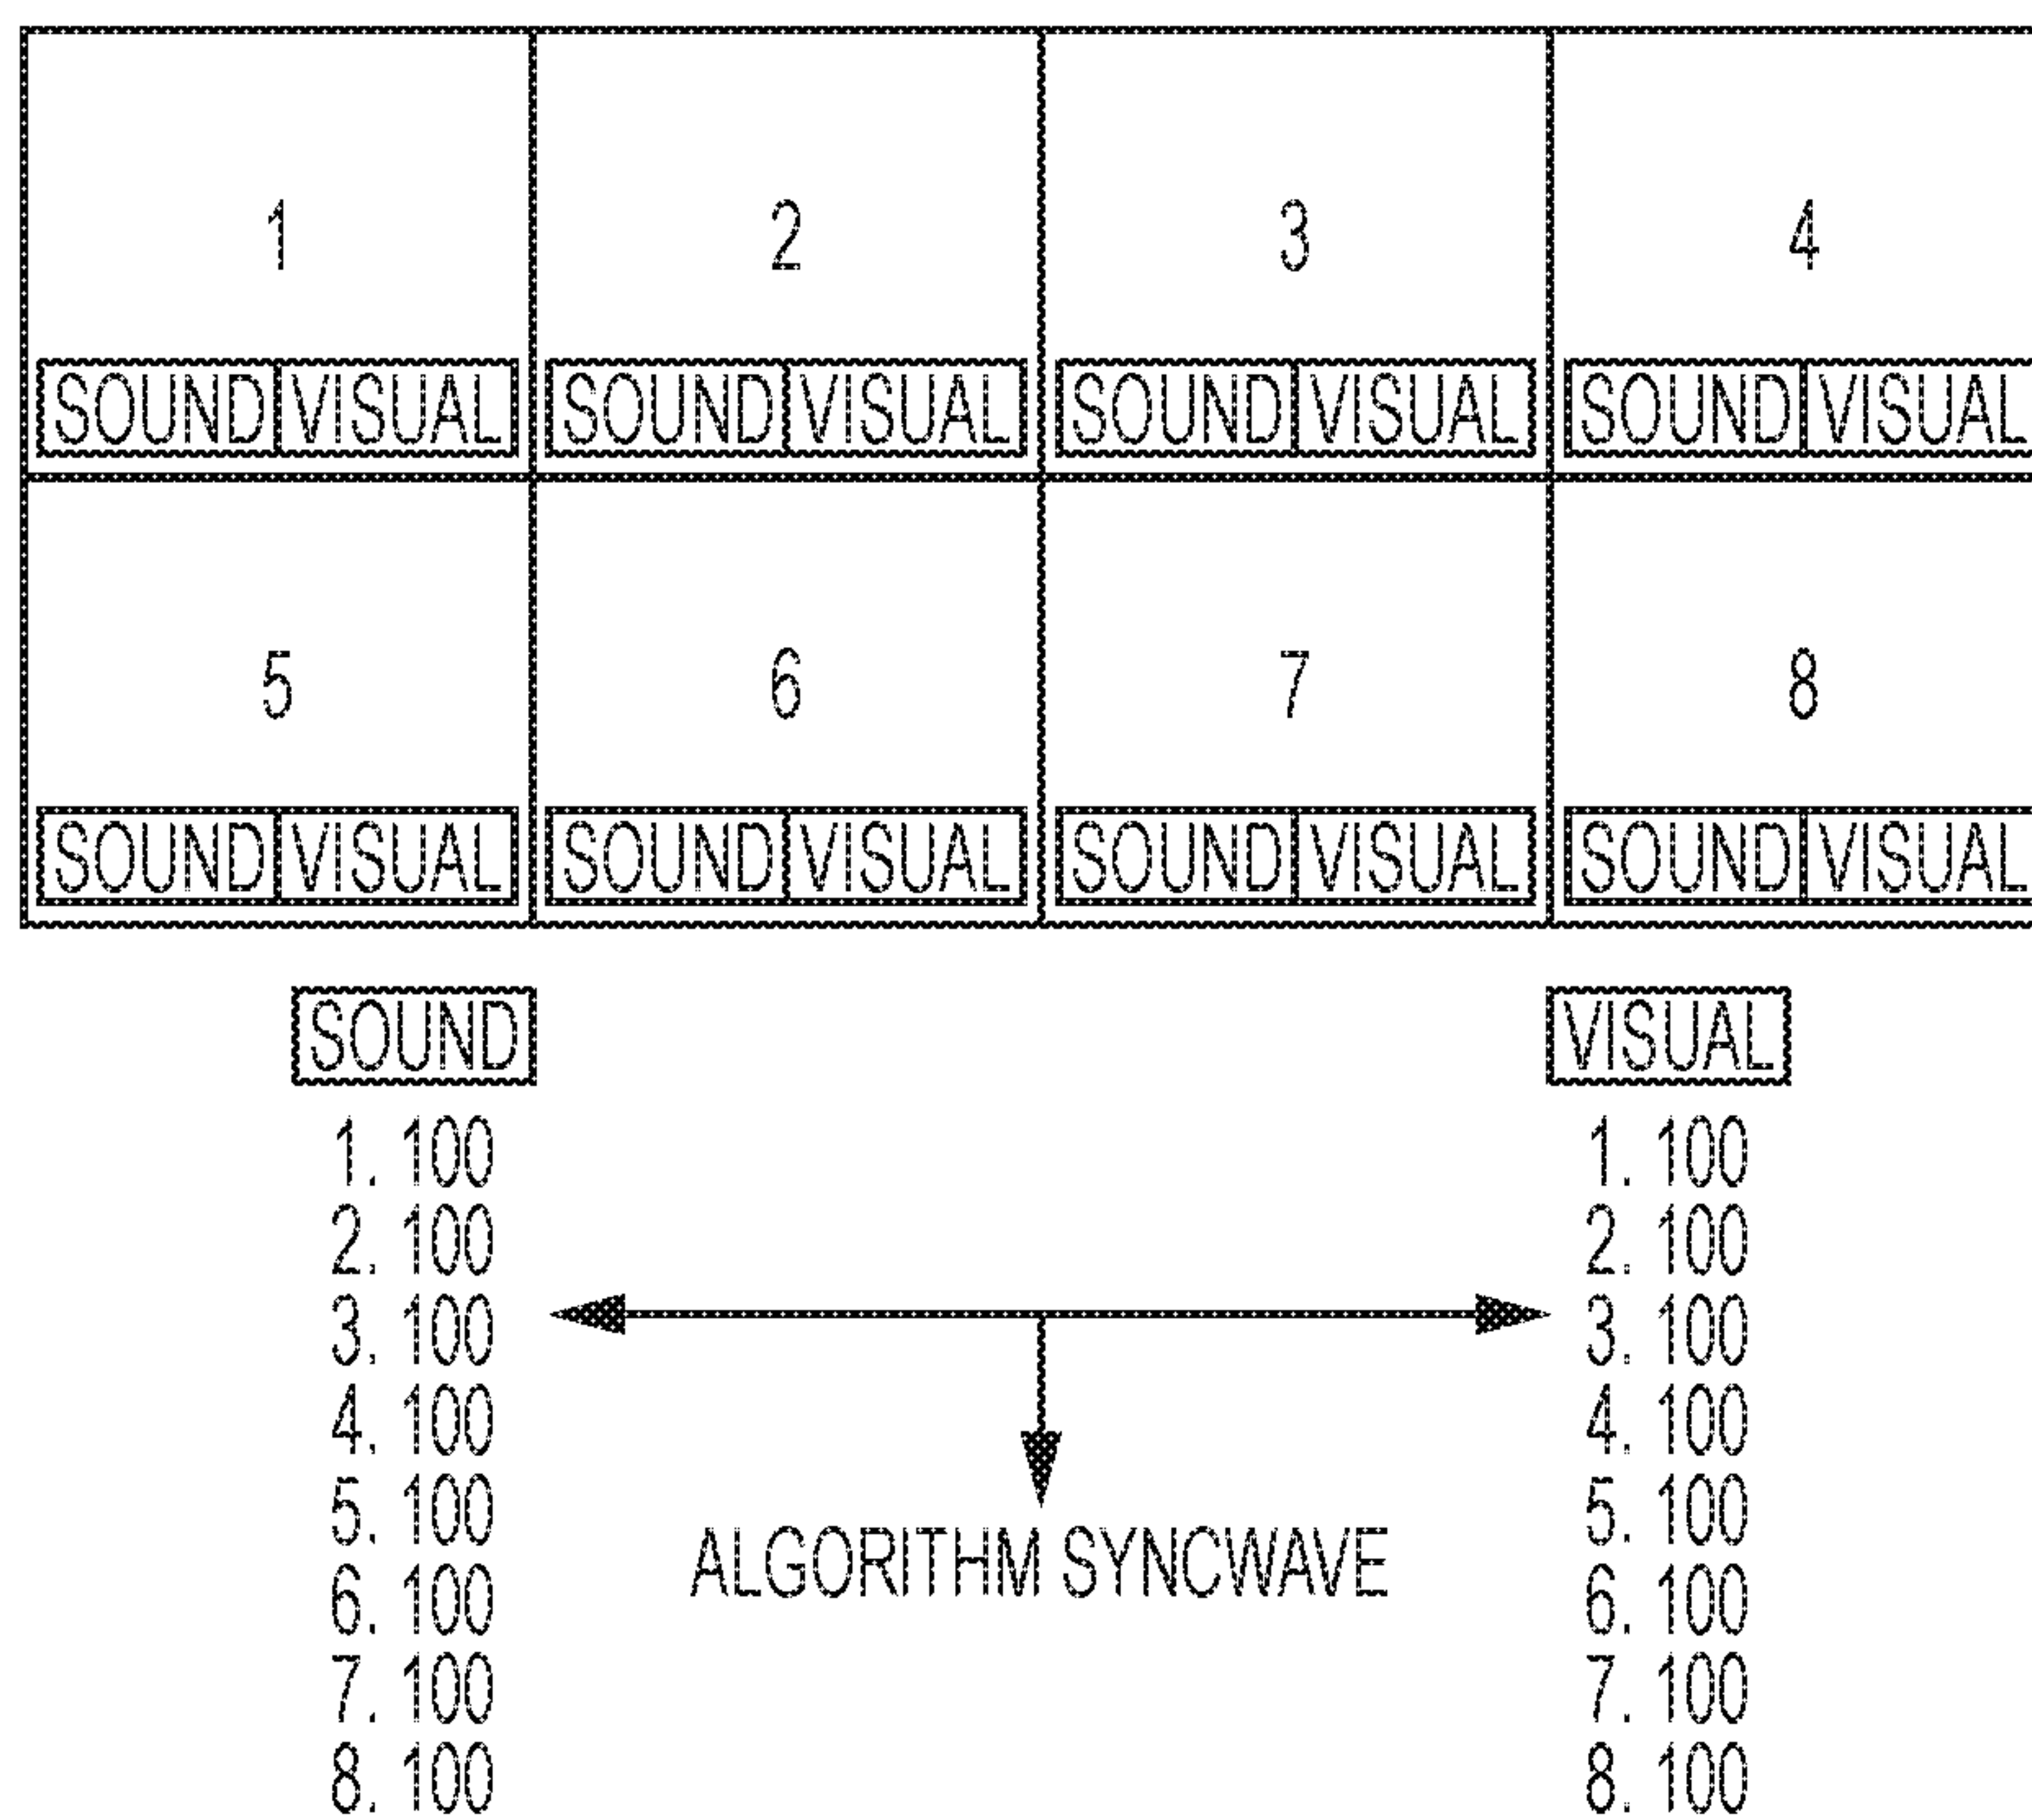 1 2 3 4
SOUND VISUAL SOUND VISUAL SOUND VISUAL SOUND VISUAL
5 6 7 8
SOUND VISUAL SOUND VISUAL SOUND VISUAL SOUND VISUAL
SOUND VISUAL
1. 100 1. 100
2. 100 2. 100
3. 100 3. 100
4. 100 4. 100
5. 100 5. 100
ALGORITHM SYNCWAVE
6. 100 6. 100
7. 100 7. 100
8. 100 8. 100